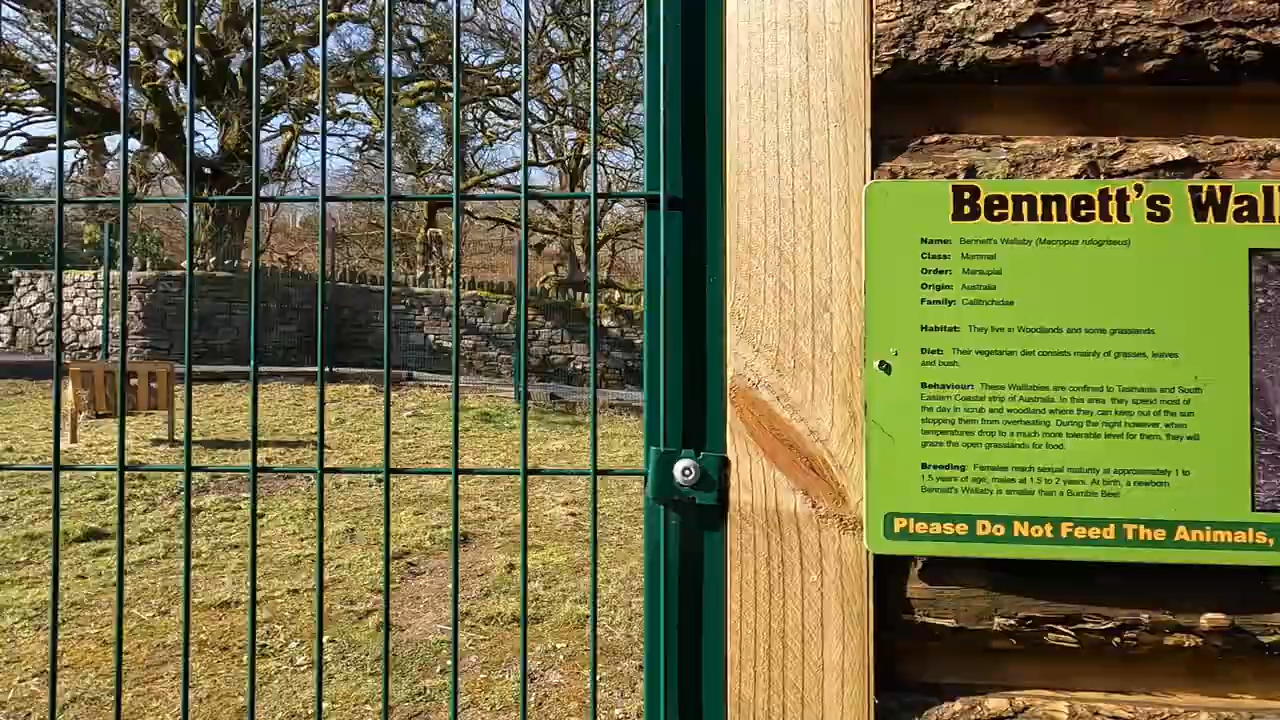 Bennett's Wal
Name: Bennett's Wallaby (Macropus rufogriseus)
Class: Mammal
Order: Marsupial
Origin: Australia
Family: Callitrichidae
Habitat: They live in Woodlands and some grasslands.
Diet: Their vegetarian diet consists mainly of grasses, leaves
and bush.
Behaviour: These Wallabies are confined to Tasmania and South
Eastern Coastal strip of Australia. In this area they spend most of
the day in scrub and woodland where they can keep out of the sun
stopping them from overheating. During the night however, when
temperatures drop to a much more tolerable level for them, they will
graze the open grasslands for food.
Breeding: Females reach sexual maturity at approximately 1 to
1.5 years of age, males at 1.5 to 2 years. At birth, a newborn
Bennett's Wallaby is smaller than a Bumble Bee!
Please Do Not Feed The Animals,